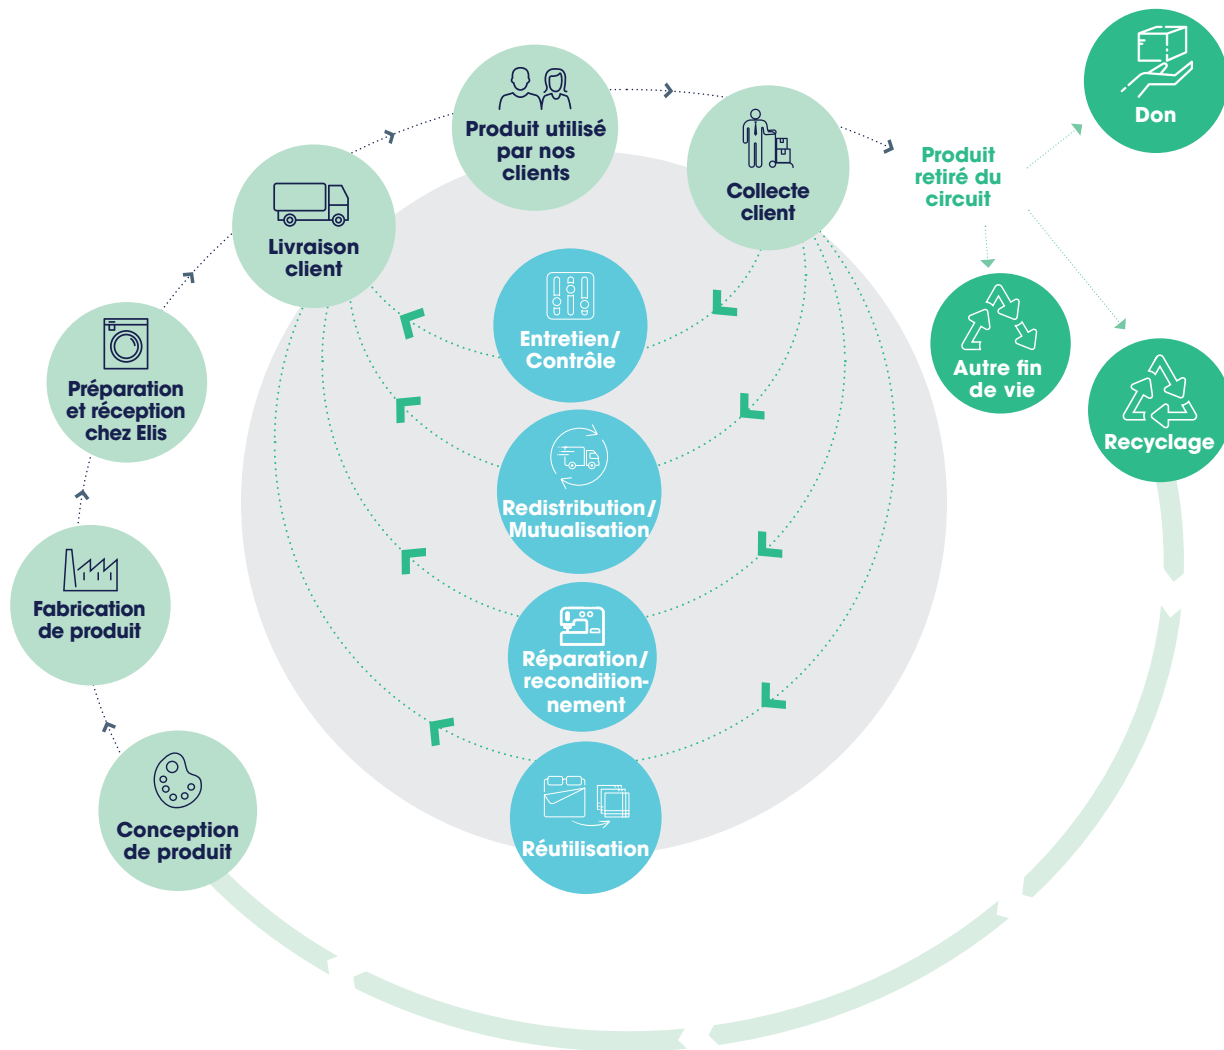 Don
Produit utilisé
par nos
clients
Produit
retiré du
circuit
Collecte
client
Livraison
client
Entretien/
Contrôle
Autre fin
de vie
Préparation
et réception
chez Elis
Recyclage
Redistribution/
Mutualisation
Fabrication
de produit
Réparation/
recondition-
nement
Conception
de produit
Réutilisation